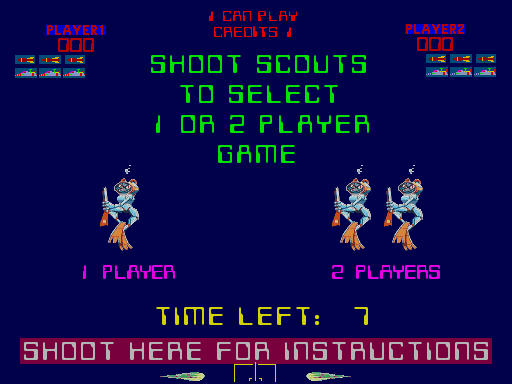 1 CAN PLAY
CREDITS 1
PLAYER1
000
PLAYER2
000
SHOOT SCOUTS
TO SELECT
1 OR 2 PLAYER
GAME
1 PLAYER
2 PLAYERS
TIME LEFT: 7
SHOOT HERE FOR INSTRUCTIONS